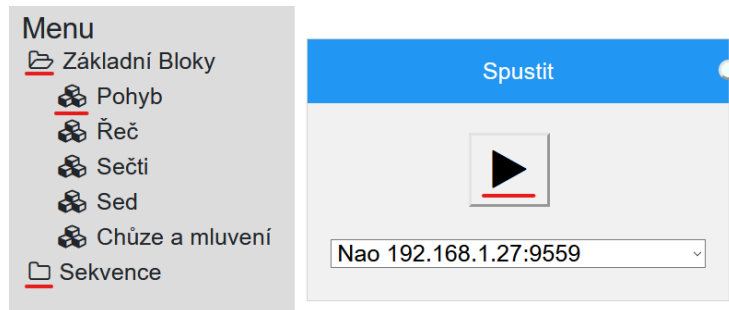 Menu
Základní Bloky
Pohyb
Řeč
Sečti
Sed
Chůze a mluvení
Sekvence
Spustit
Nao 192.168.1.27:9559